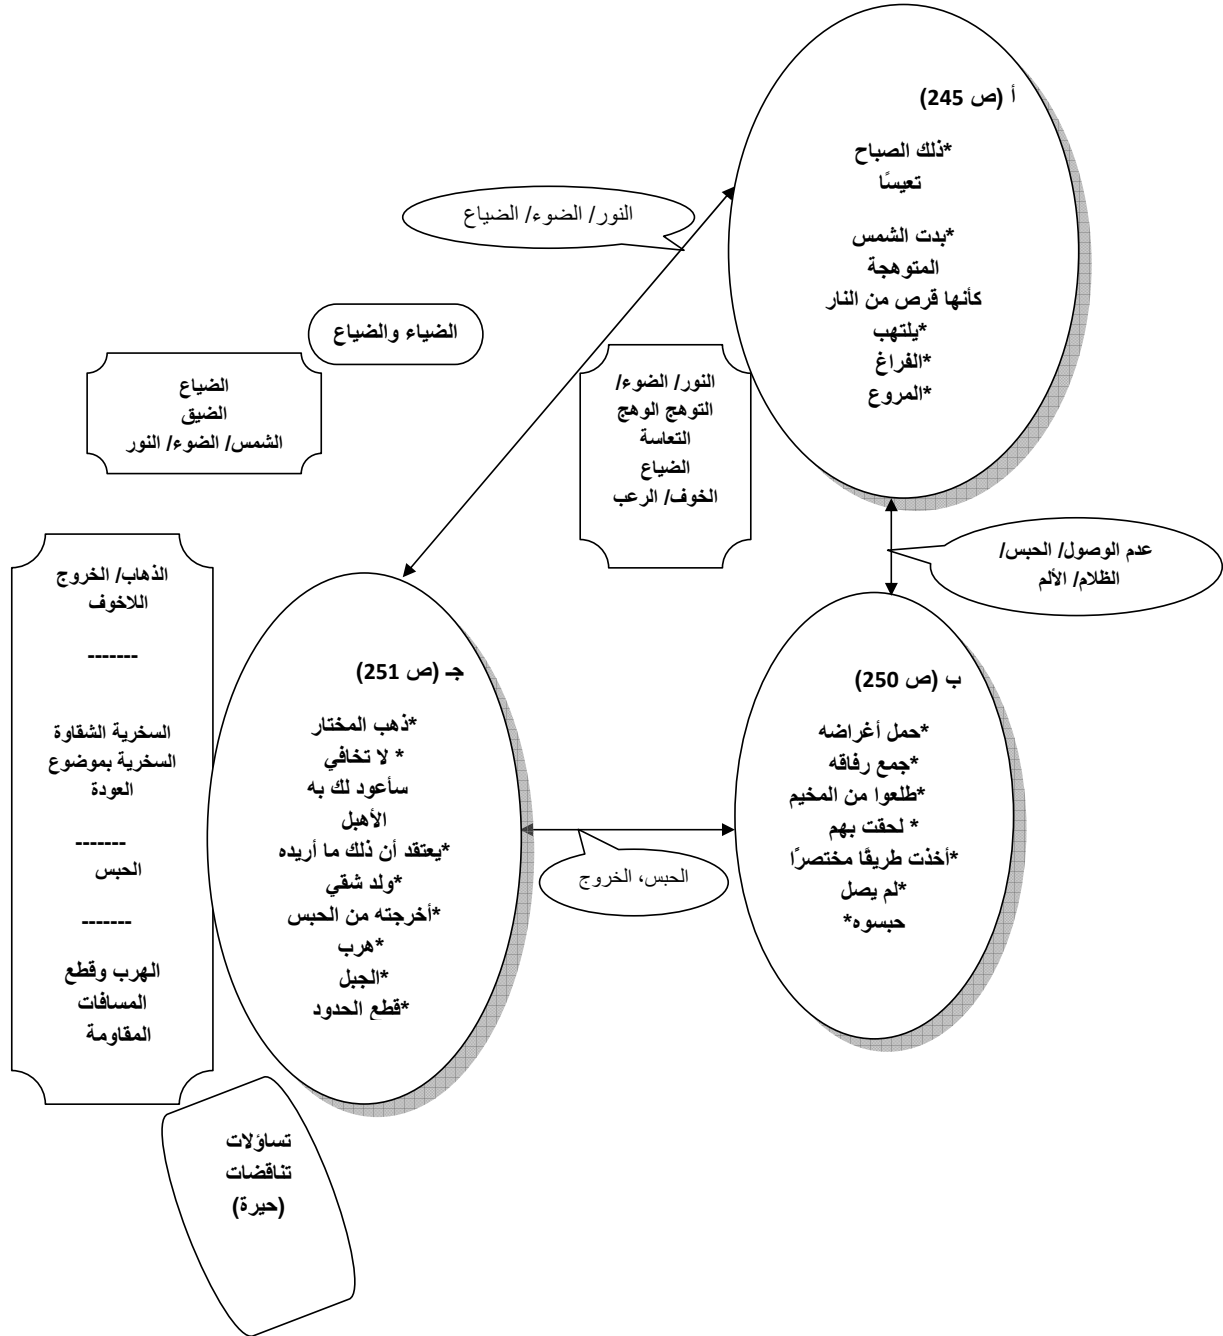 أ (ص 245)
*ذلك الصباح
تعيسًا
*بدت الشمس
المتوهجة
كأنها قرص من النار
*يلتهب
*الفراغ
*المروع
النور/ الضوء/ الضياع
الضياء والضياع
الضياع
الضيق
الشمس/ الضوء/ النور
النور/ الضوء/
التوهج الوهج
التعاسة
الضياع
الخوف/ الرعب
عدم الوصول/ الحبس/
الظلام/ الألم
ب (ص 250)
*حمل أغراضه
*جمع رفاقه
*طلعوا من المخيم
* لحقت بهم
*أخذت طريقًا مختصرًا
*لم يصل
حبسوه*
الحبس، الخروج
جـ (ص 251)
*ذهب المختار
* لا تخافي
سأعود لك به
الأهبل
*يعتقد أن ذلك ما أريده
*ولد شقي
*أخرجته من الحبس
*هرب
*الجبل
*قطع الحدود
الذهاب/ الخروج
اللاخوف
-------
السخرية الشقاوة
السخرية بموضوع
العودة
-------
الحبس
-------
الهرب وقطع
المسافات
المقاومة
تساؤلات
تناقضات
(حيرة)